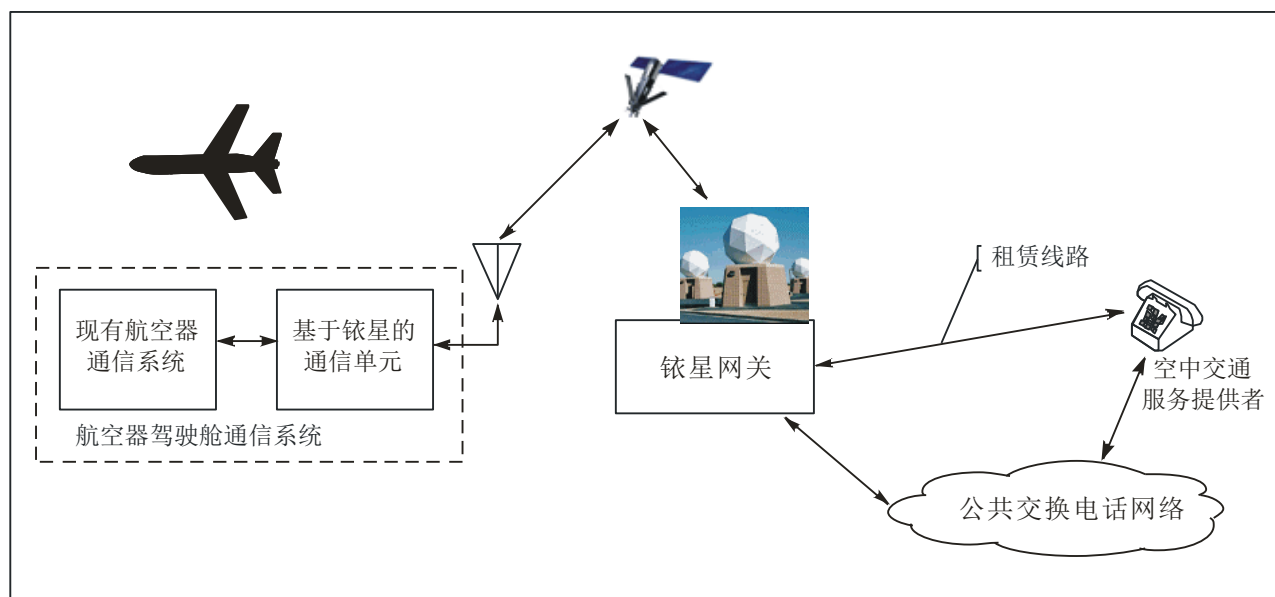 租赁线路
现有航空器
通信系统
基于铱星的
通信单元
航空器驾驶舱通信系统
铱星网关
空中交通
服务提供者
公共交换电话网络